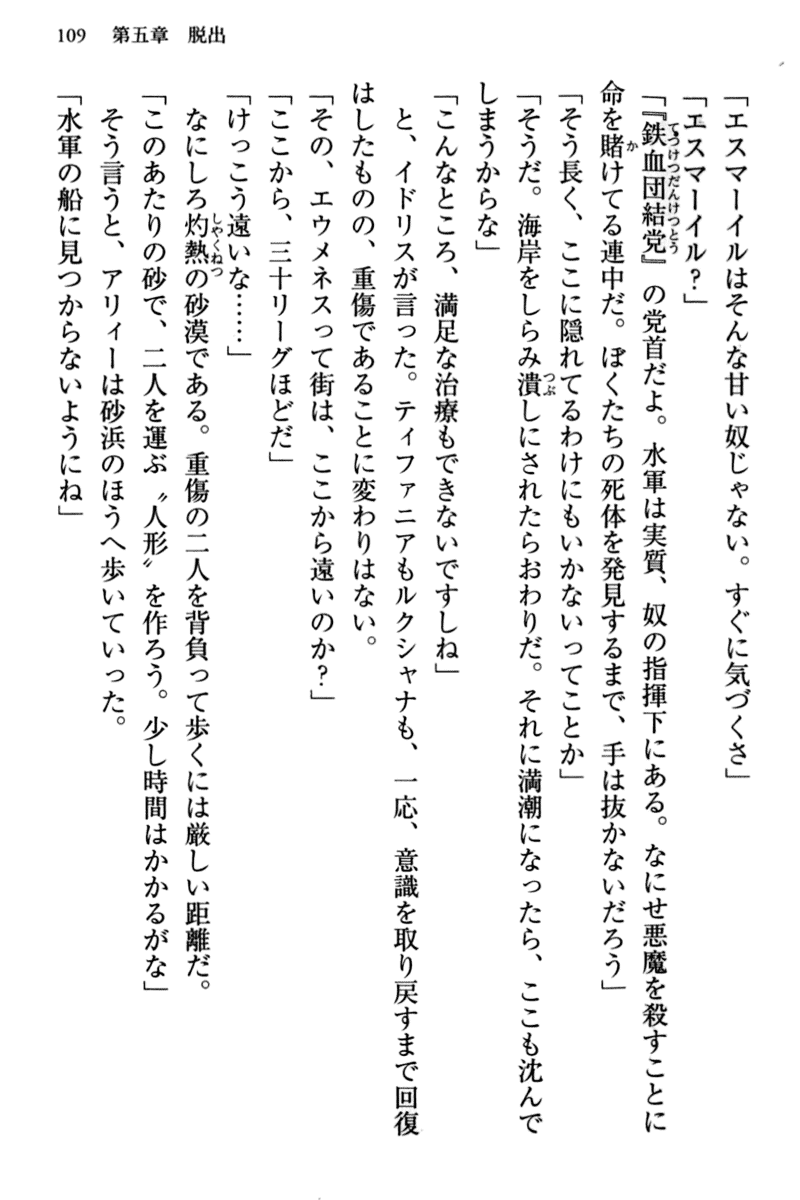 109　第五章　脱出
「エスマーイルはそんな甘い奴じゃない。すぐに気づくさ」
「エスマーイル？」
「『鉄血団結党』の党首だよ。水軍は実質、奴の指揮下にある。なにせ悪魔を殺すことに
命を賭けてる連中だ。ぼくたちの死体を発見するまで、手は抜かないだろう」
「そう長く、ここに隠れてるわけにもいかないってことか」
「そうだ。海岸をしらみ潰しにされたらおわりだ。それに満潮になったら、ここも沈んで
しまうからな」
「こんなところ、満足な治療もできないですしね」
　と、イドリスが言った。ティファニアもルクシャナも、一応、意識を取り戻すまで回復
はしたものの、重傷であることに変わりはない。
「その、エウメネスって街は、ここから遠いのか？」
「ここから、三十リーグほどだ」
「けっこう遠いな……」
　なにしろ灼熱の砂漠である。重傷の二人を背負って歩くには厳しい距離だ。
「このあたりの砂で、二人を運ぶ〝人形〟を作ろう。少し時間はかかるがな」
　そう言うと、アリィーは砂浜のほうへ歩いていった。
「水軍の船に見つからないようにね」